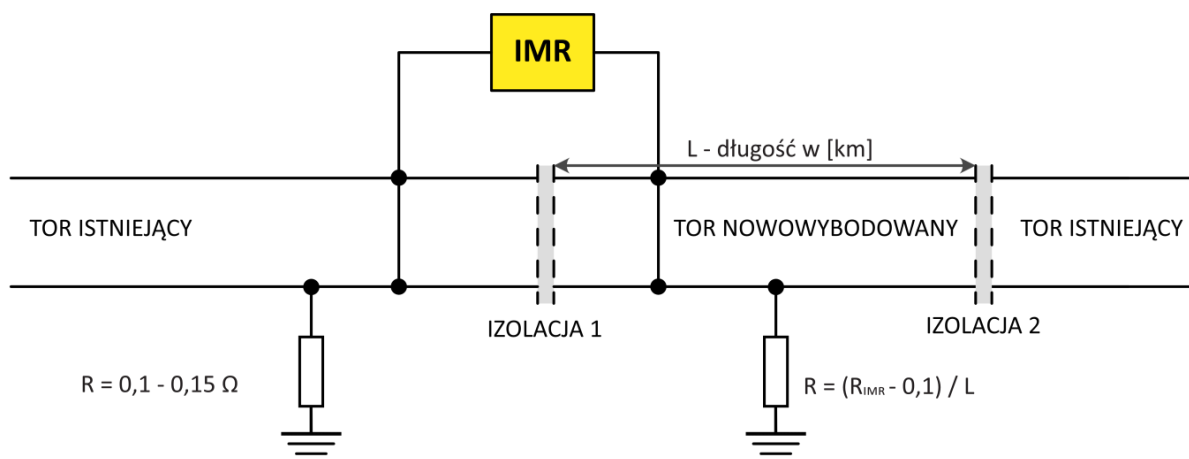 IMR
L - długość w [km]
TOR ISTNIEJĄCY
TOR NOWOWYBODOWANY
TOR ISTNIEJĄCY
IZOLACJA 1
IZOLACJA 2
R = 0,1 - 0,15 Ω
R = (RIMR - 0,1) / L